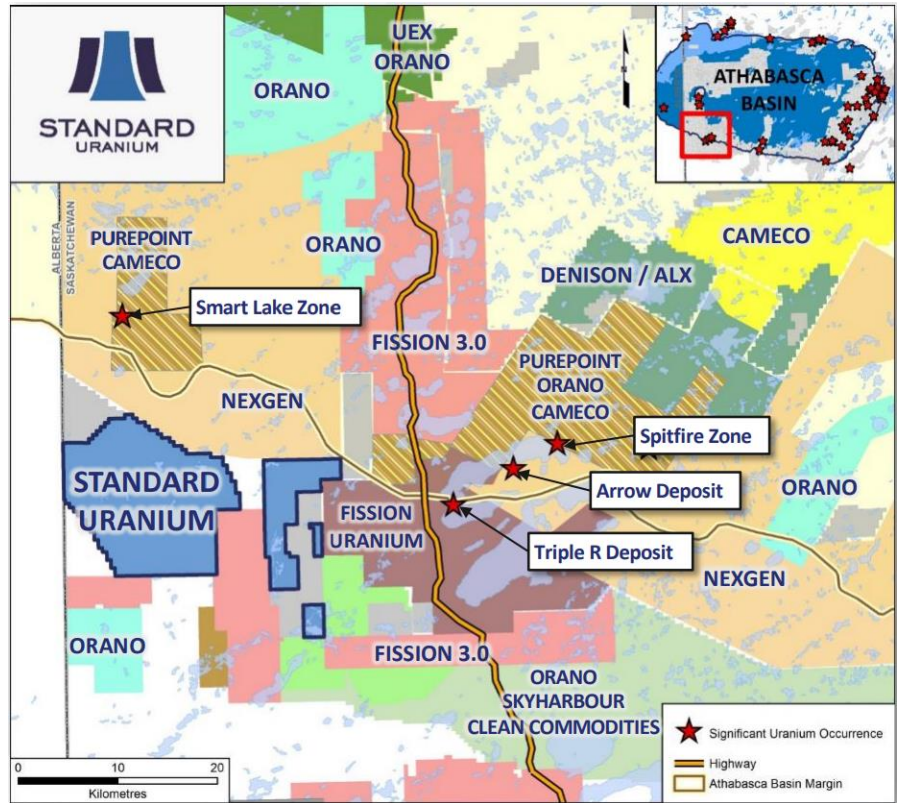 STANDARD
URANIUM
UEX
ORANO
ORANO
ATHABASCA
BASIN
ALBERTA
SASKATCHEWAN
PUREPOINT
CAMECO
ORANO
CAMECO
DENISON / ALX
Smart Lake Zone
FISSION 3.0
PUREPOINT
ORANO
CAMECO
NEXGEN
Spitfire Zone
STANDARD
URANIUM
Arrow Deposit
ORANO
FISSION
URANIUM
Triple R Deposit
NEXGEN
ORANO
FISSION 3.0
ORANO
SKYHARBOUR
CLEAN COMMODITIES
0 10 20
Kilometres
Significant Uranium Occurrence
Highway
Athabasca Basin Margin